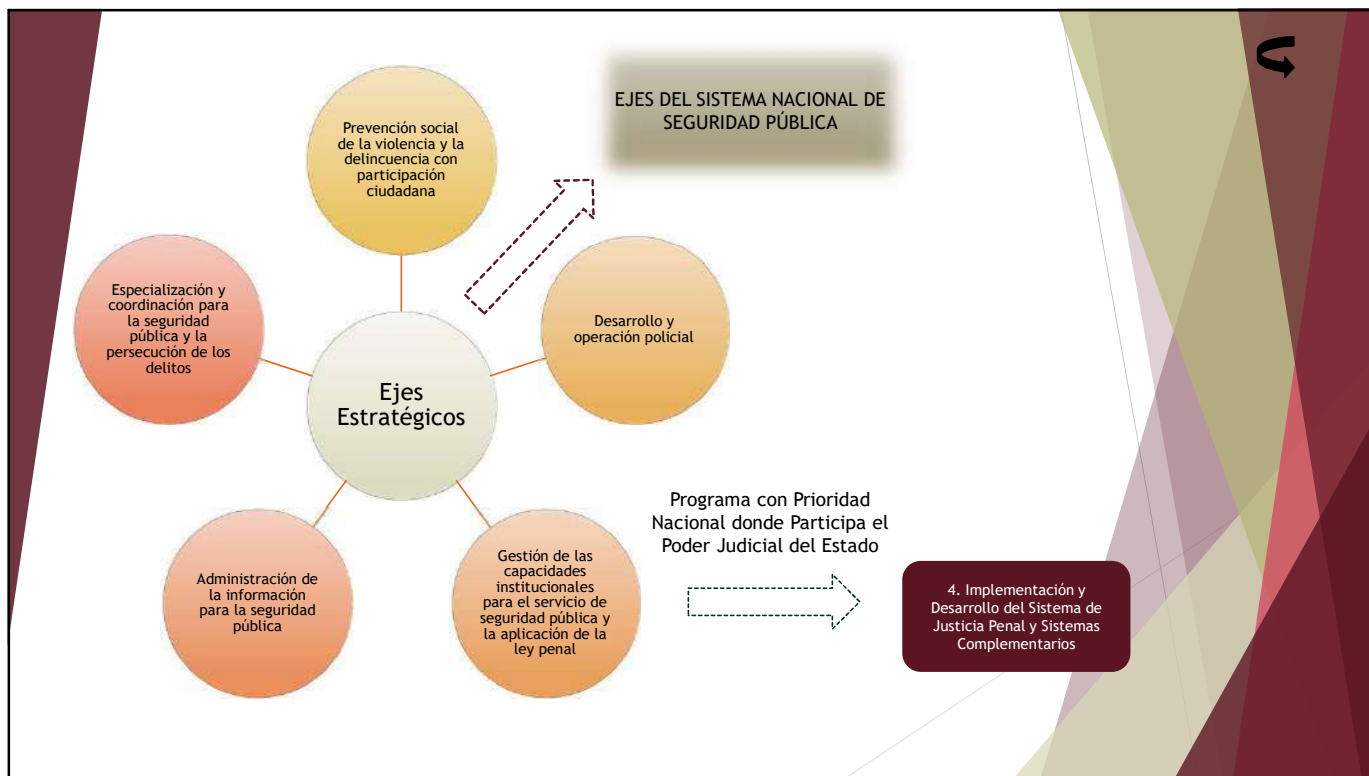 EJES DEL SISTEMA NACIONAL DE
SEGURIDAD PÚBLICA
Prevención social
de la violencia y la
delincuencia con
participación
ciudadana
Especialización y
coordinación para
la seguridad
pública y la
persecución de los
delitos
Desarrollo y
operación policial
Ejes
Estratégicos
Administración de
la información
para la seguridad
pública
Gestión de las
capacidades
institucionales
para el servicio de
seguridad pública y
la aplicación de la
ley penal
Programa con Prioridad
Nacional donde Participa el
Poder Judicial del Estado
4. Implementación y
Desarrollo del Sistema de
Justicia Penal y Sistemas
Complementarios